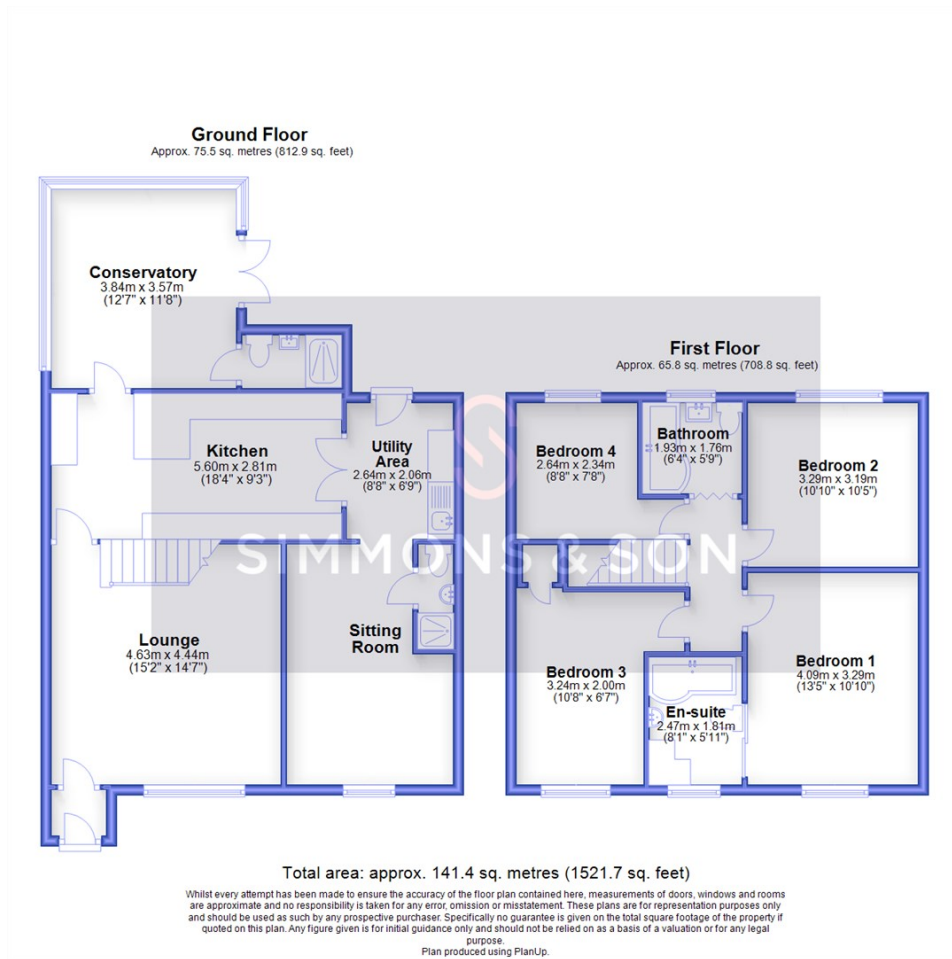 Ground Floor
Approx. 75.5 sq. metres (812.9 sq. feet)
Conservatory
3.84m x 3.57m
(12'7" x 11'8")
First Floor
Approx. 65.8 sq. metres (708.8 sq. feet)
Kitchen
5.60m x 2.81m
(18'4" x 9'3")
Utility
Area
2.64m x 2.06m
(8'8" x 6'9")
Bedroom 4
2.64m x 2.34m
(8'8" x 7'8")
Bathroom
1.93m x 1.76m
(6'4" x 5'9")
Bedroom 2
3.29m x 3.19m
(10'10" x 10'5")
SIMMONS & SON
Lounge
4.63m x 4.44m
(15'2" x 14'7")
Sitting
Room
Bedroom 3
3.24m x 2.00m
(10'8" x 6'7")
En-suite
2.47m x 1.81m
(8'1" x 5'11")
Bedroom 1
4.09m x 3.29m
(13'5" x 10'10")
Total area: approx. 141.4 sq. metres (1521.7 sq. feet)
Whilst every attempt has been made to ensure the accuracy of the floor plan contained here, measurements of doors, windows and rooms
are approximate and no responsibility is taken for any error, omission or misstatement. These plans are for representation purposes only
and should be used as such by any prospective purchaser. Specifically no guarantee is given on the total square footage of the property if
quoted on this plan. Any figure given is for initial guidance only and should not be relied on as a basis of a valuation or for any legal
purpose.
Plan produced using PlanUp.